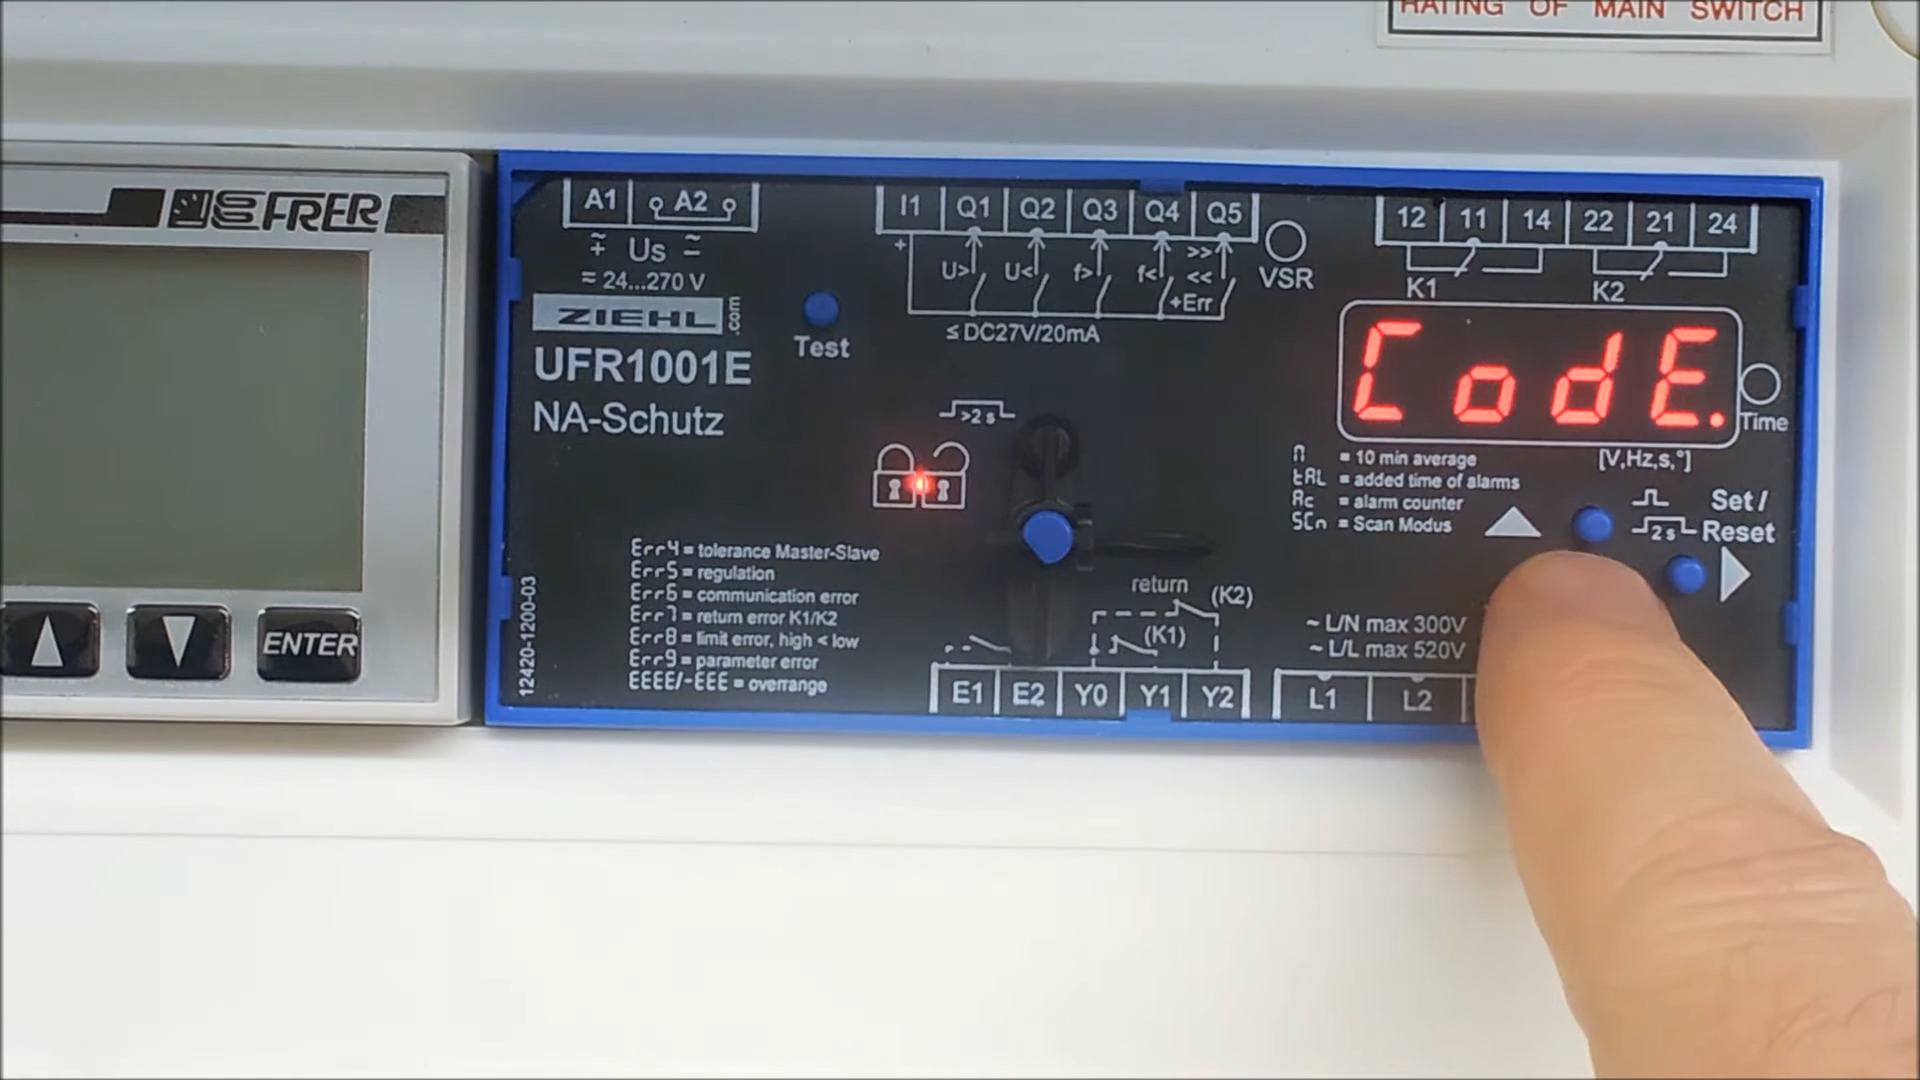 RATING OF MAIN SWITCH
FRER
ENTER
A1 A2
Us
≂ 24...270 V
ZIEHL .com
UFR1001E
NA-Schutz
Test
I1 Q1 Q2 Q3 Q4 Q5
+
U> U< f> f< >> << +Err
≤ DC27V/20mA
VSR
12 11 14 22 21 24
K1 K2
CodE.
Time
[V,Hz,s,°]
n = 10 min average
tAL = added time of alarms
Ac = alarm counter
SCn = Scan Modus
2 s
Set /
Reset
>2 s
Err4 = tolerance Master-Slave
Err5 = regulation
Err6 = communication error
Err7 = return error K1/K2
Err8 = limit error, high < low
Err9 = parameter error
EEEE/-EEE = overrange
12420-1200-03
return
(K2)
(K1)
~ L/N max 300V
~ L/L max 520V
E1 E2 Y0 Y1 Y2
L1 L2